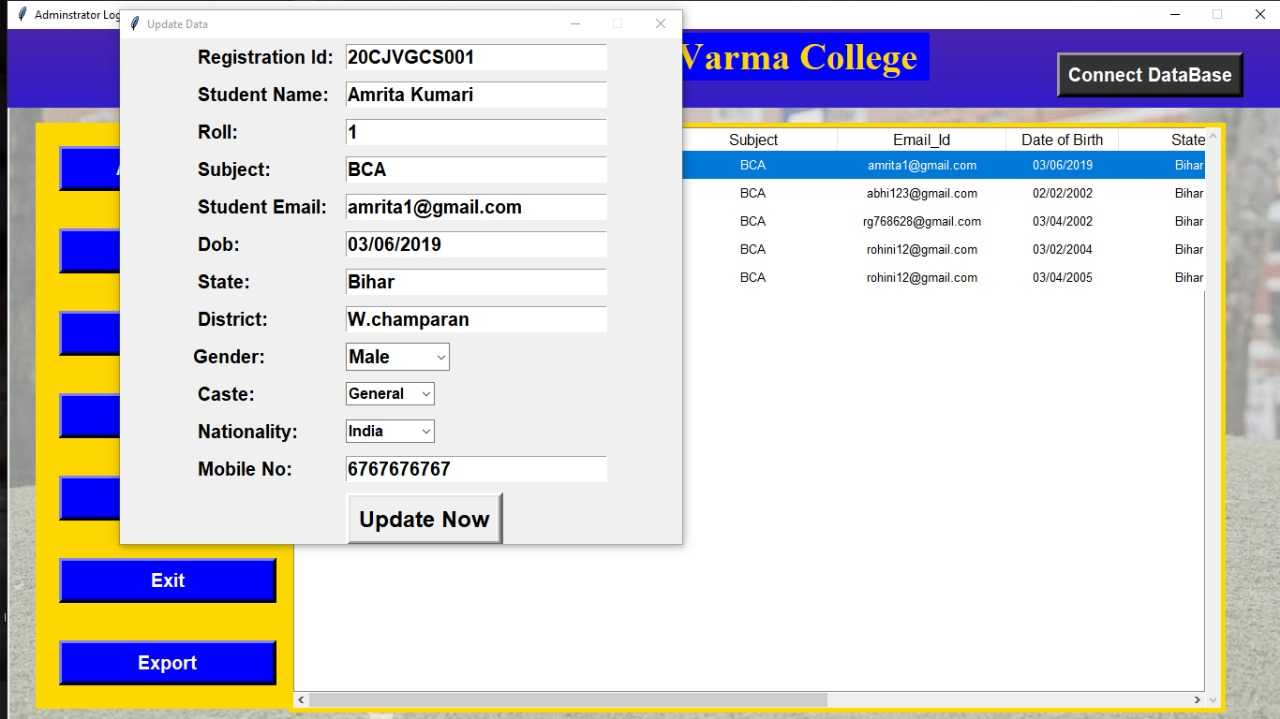 Adminstrator Log
Update Data
Varma College
Connect DataBase
Registration Id: 20CJVGCS001
Student Name: Amrita Kumari
Roll: 1
Subject: BCA
Student Email: amrita1@gmail.com
Dob: 03/06/2019
State: Bihar
District: W.champaran
Gender: Male
Caste: General
Nationality: India
Mobile No: 6767676767
Update Now
Subject Email_Id Date of Birth State
BCA amrita1@gmail.com 03/06/2019 Bihar
BCA abhi123@gmail.com 02/02/2002 Bihar
BCA rg768628@gmail.com 03/04/2002 Bihar
BCA rohini12@gmail.com 03/02/2004 Bihar
BCA rohini12@gmail.com 03/04/2005 Bihar
Exit
Export